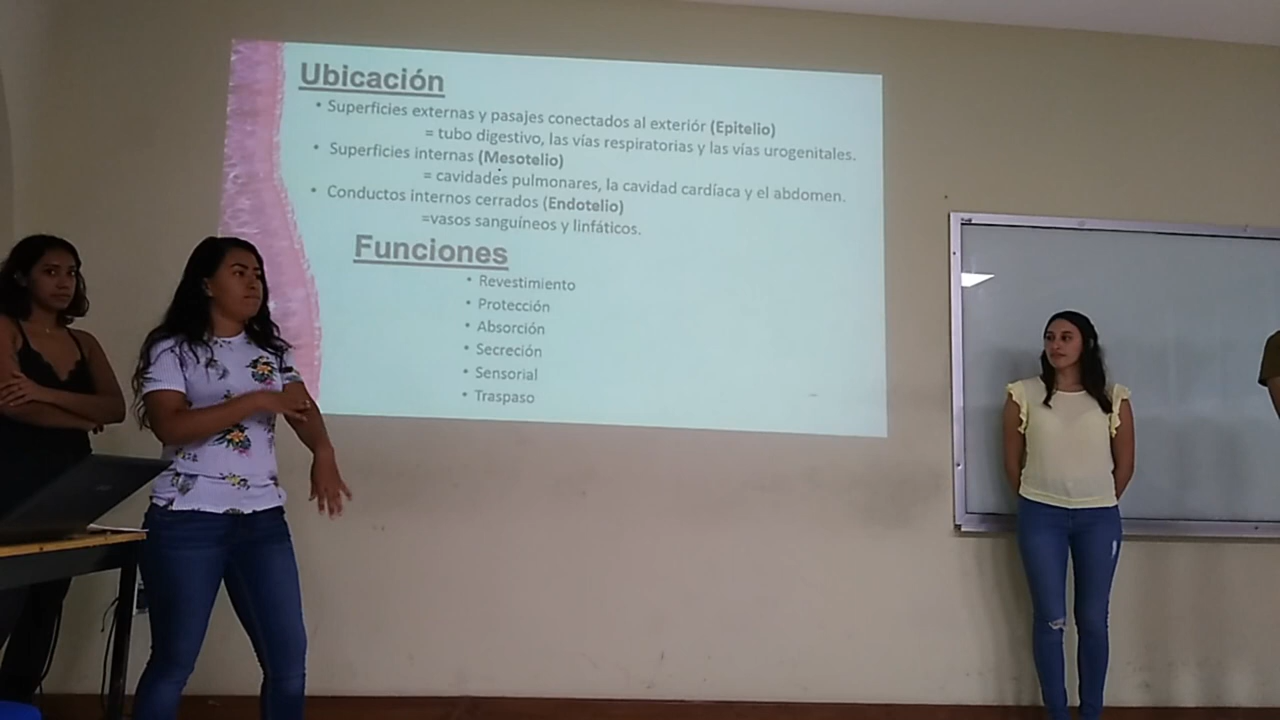 Ubicación
• Superficies externas y pasajes conectados al exteriór (Epitelio)
= tubo digestivo, las vías respiratorias y las vías urogenitales.
• Superficies internas (Mesotelio)
= cavidades pulmonares, la cavidad cardíaca y el abdomen.
• Conductos internos cerrados (Endotelio)
=vasos sanguíneos y linfáticos.
Funciones
• Revestimiento
• Protección
• Absorción
• Secreción
• Sensorial
• Traspaso